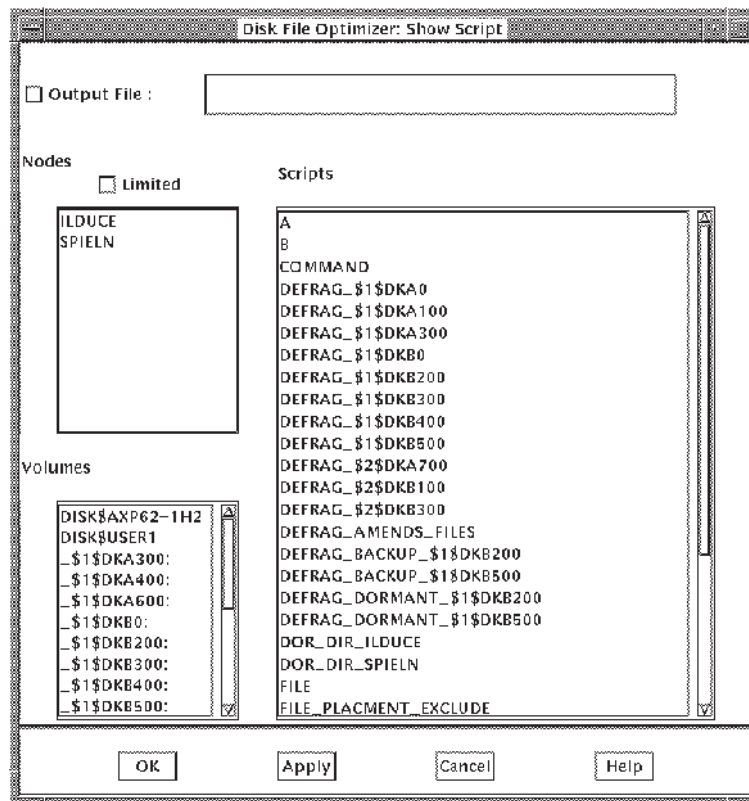 Disk File Optimizer: Show Script
Output File :
Nodes
Limited
ILDUCE
SPIELN
Volumes
DISK$AXP62-1H2
DISK$USER1
_$1$DKA300:
_$1$DKA400:
_$1$DKA600:
_$1$DKB0:
_$1$DKB200:
_$1$DKB300:
_$1$DKB400:
_$1$DKB500:
Scripts
A
B
COMMAND
DEFRAG_$1$DKA0
DEFRAG_$1$DKA100
DEFRAG_$1$DKA300
DEFRAG_$1$DKB0
DEFRAG_$1$DKB200
DEFRAG_$1$DKB300
DEFRAG_$1$DKB400
DEFRAG_$1$DKB500
DEFRAG_$2$DKA700
DEFRAG_$2$DKB100
DEFRAG_$2$DKB300
DEFRAG_AMENDS_FILES
DEFRAG_BACKUP_$1$DKB200
DEFRAG_BACKUP_$1$DKB500
DEFRAG_DORMANT_$1$DKB200
DEFRAG_DORMANT_$1$DKB500
DOR_DIR_ILDUCE
DOR_DIR_SPIELN
FILE
FILE_PLACMENT_EXCLUDE
OK
Apply
Cancel
Help